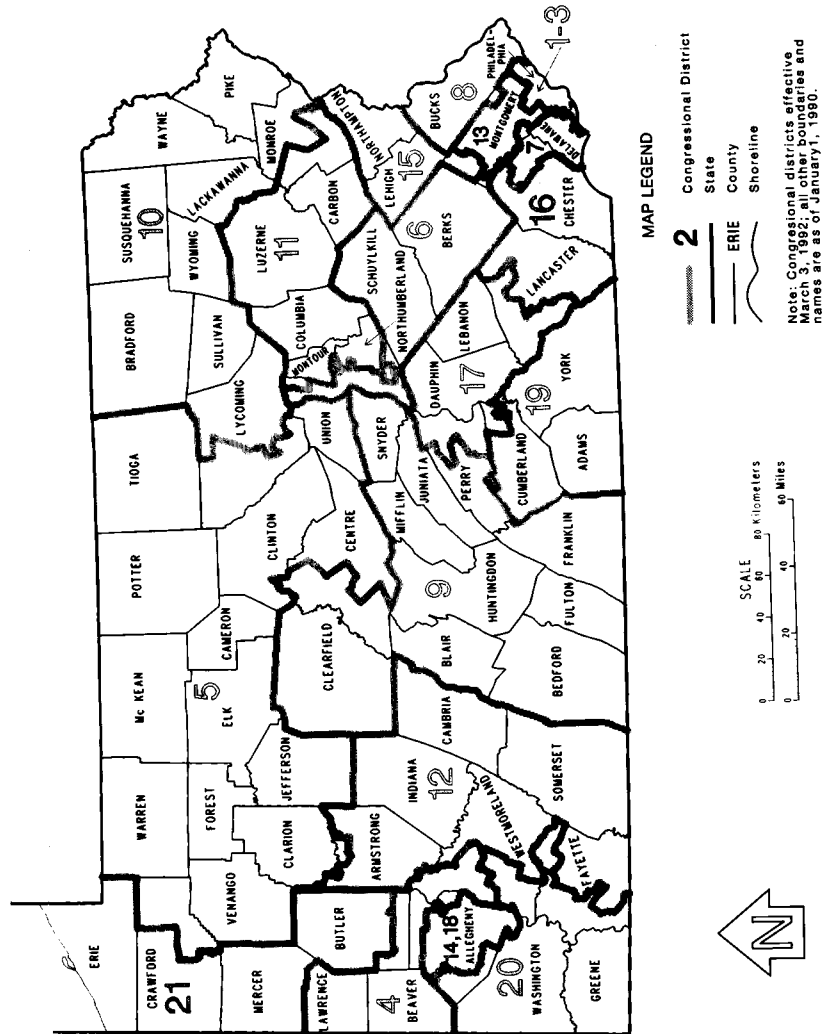 ERIE
CRAWFORD
21
WARREN
Mc KEAN
POTTER
TIOGA
BRADFORD
SUSQUEHANNA
10
WAYNE
WYOMING
LACKAWANNA
PIKE
MERCER
VENANGO
FOREST
5
ELK
CAMERON
CLINTON
LYCOMING
SULLIVAN
LUZERNE
11
MONROE
LAWRENCE
BUTLER
CLARION
JEFFERSON
CLEARFIELD
CENTRE
UNION
MONTOUR
COLUMBIA
CARBON
NORTHAMPTON
4
BEAVER
ARMSTRONG
INDIANA
12
CAMBRIA
BLAIR
9
HUNTINGDON
MIFFLIN
SNYDER
JUNIATA
NORTHUMBERLAND
SCHUYLKILL
LEHIGH
15
14,18
ALLEGHENY
WESTMORELAND
PERRY
DAUPHIN
17
LEBANON
6
BERKS
BUCKS
8
20
WASHINGTON
GREENE
FAYETTE
SOMERSET
BEDFORD
FULTON
FRANKLIN
CUMBERLAND
19
ADAMS
YORK
LANCASTER
16
CHESTER
13
MONTGOMERY
7
DELAWARE
PHILADEL-
PHIA
1-3
N
SCALE
0 20 40 60 80 Kilometers
0 20 40 60 Miles
MAP LEGEND
2 Congressional District
State
ERIE County
Shoreline
Note: Congresional districts effective
March 3, 1992; all other boundaries and
names are as of January1, 1990.